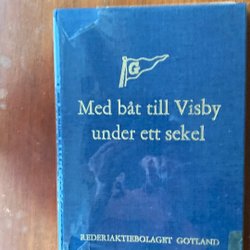 G
Med båt till Visby
under ett sekel
REDERIAKTIEBOLAGET GOTLAND